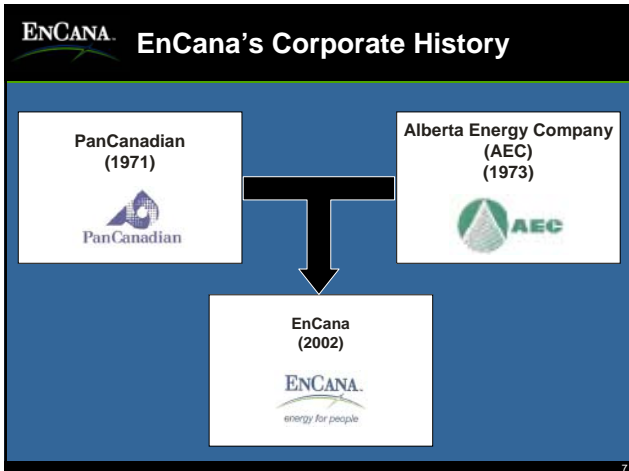 ENCANA.
EnCana's Corporate History
PanCanadian
(1971)
PanCanadian
Alberta Energy Company
(AEC)
(1973)
AEC
EnCana
(2002)
ENCANA.
energy for people
7